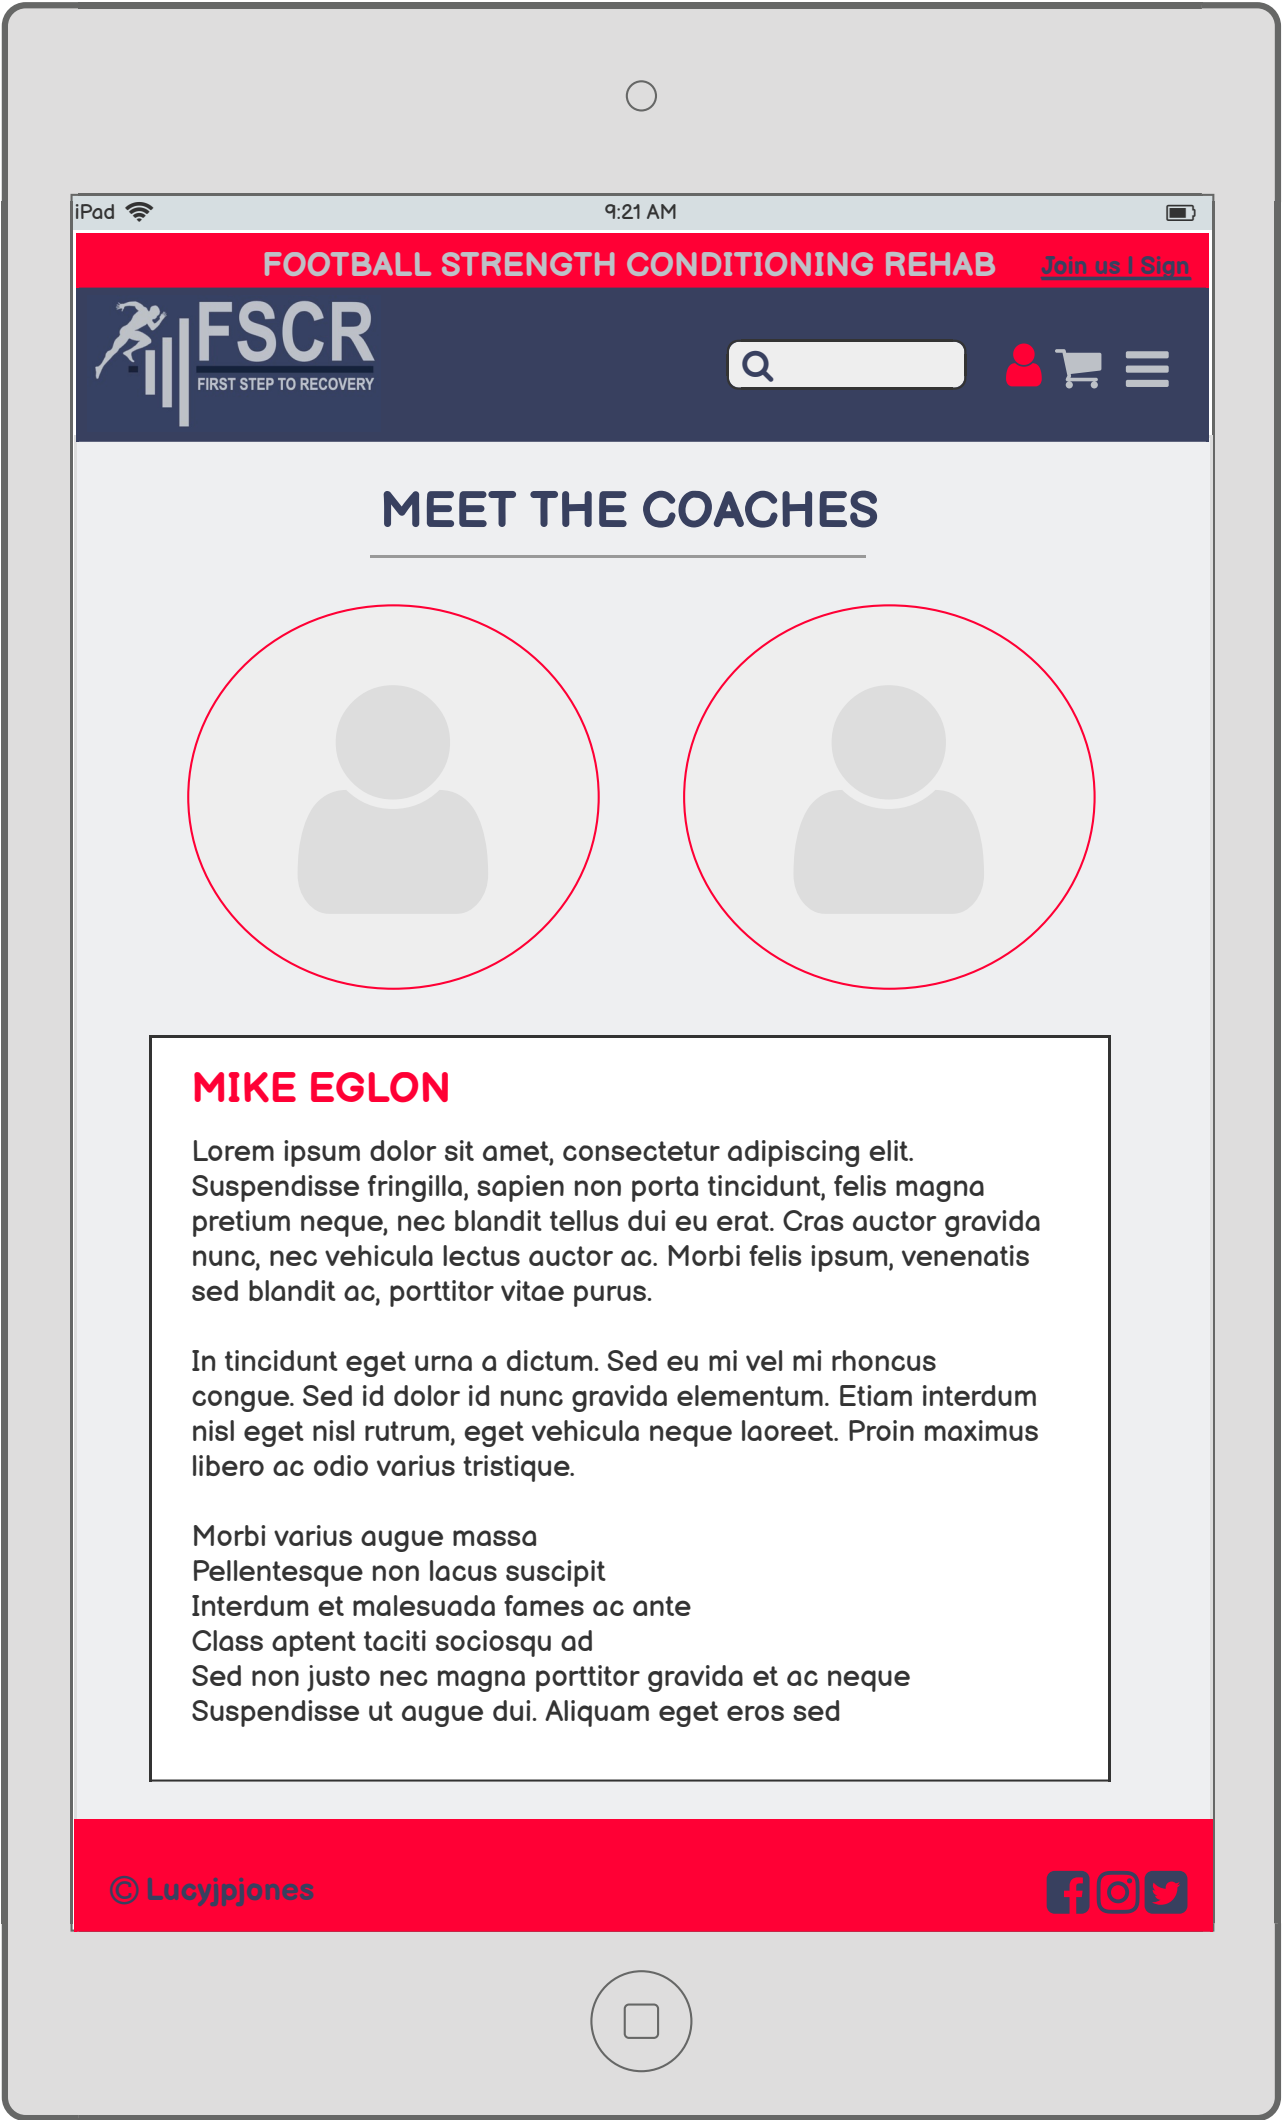 iPad 9:21 AM
FOOTBALL STRENGTH CONDITIONING REHAB Join us | Sign
FSCR
FIRST STEP TO RECOVERY
MEET THE COACHES
MIKE EGLON
Lorem ipsum dolor sit amet, consectetur adipiscing elit.
Suspendisse fringilla, sapien non porta tincidunt, felis magna
pretium neque, nec blandit tellus dui eu erat. Cras auctor gravida
nunc, nec vehicula lectus auctor ac. Morbi felis ipsum, venenatis
sed blandit ac, porttitor vitae purus.
In tincidunt eget urna a dictum. Sed eu mi vel mi rhoncus
congue. Sed id dolor id nunc gravida elementum. Etiam interdum
nisl eget nisl rutrum, eget vehicula neque laoreet. Proin maximus
libero ac odio varius tristique.
Morbi varius augue massa
Pellentesque non lacus suscipit
Interdum et malesuada fames ac ante
Class aptent taciti sociosqu ad
Sed non justo nec magna porttitor gravida et ac neque
Suspendisse ut augue dui. Aliquam eget eros sed
© Lucyjpjones